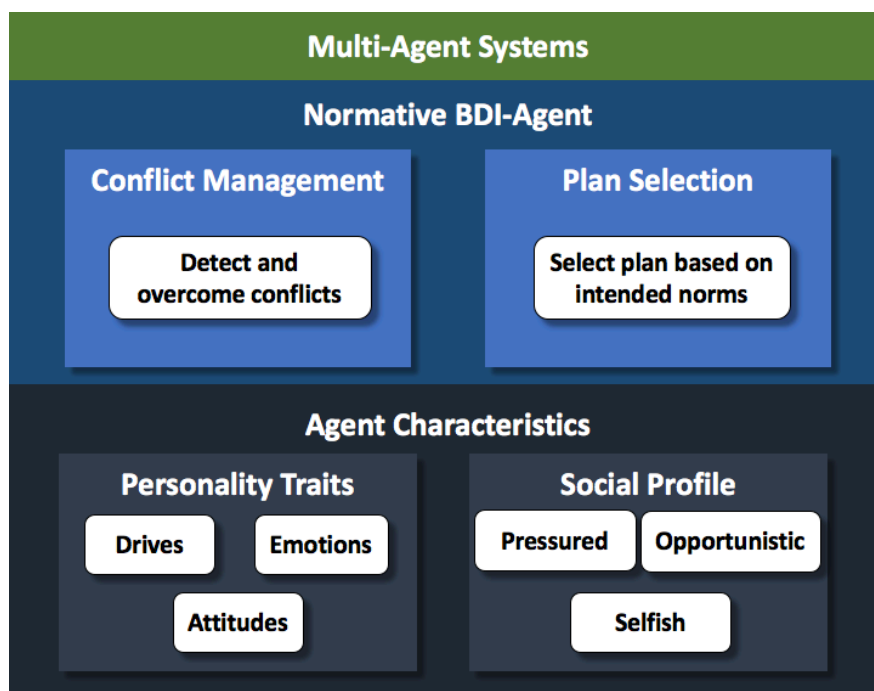 Multi-Agent Systems
Normative BDI-Agent
Conflict Management
Detect and
overcome conflicts
Plan Selection
Select plan based on
intended norms
Agent Characteristics
Personality Traits
Drives
Emotions
Attitudes
Social Profile
Pressured
Opportunistic
Selfish